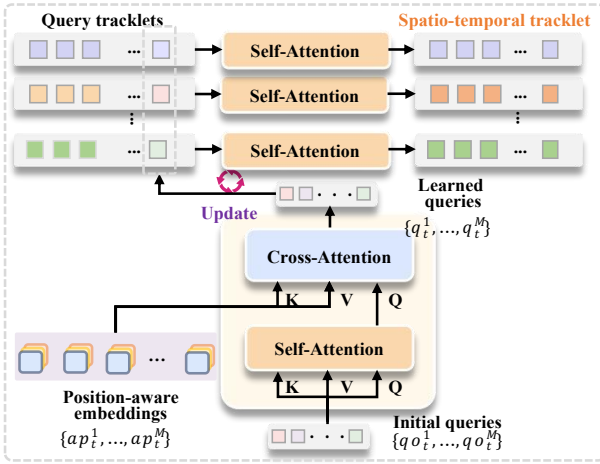 Query tracklets
Spatio-temporal tracklet
... Self-Attention ...
... Self-Attention ...
... Self-Attention ...
Learned
queries
{q_t^1,...,q_t^M}
Update
Cross-Attention
K V Q
Self-Attention
K V Q
Position-aware
embeddings
{ap_t^1,...,ap_t^M}
Initial queries
{qo_t^1,...,qo_t^M}